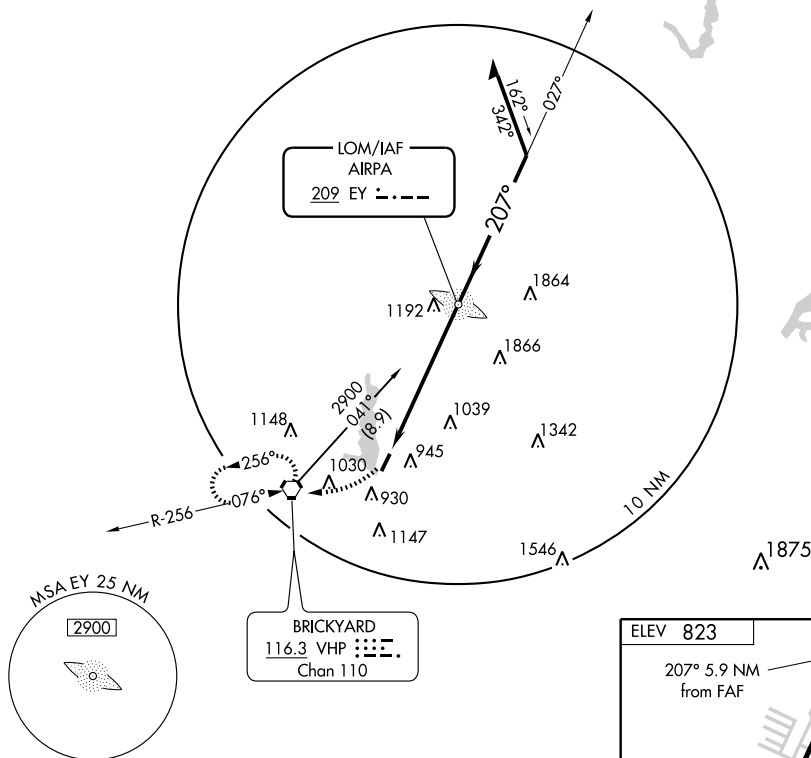 162°
342°
027°
LOM/IAF
AIRPA
209 EY
207°
1864
1192
1866
2900
041°
(8.9)
1148
1039
1342
945
256°
1030
076°
930
R-256
1147
10 NM
1546
1875
MSA EY 25 NM
2900
BRICKYARD
116.3 VHP
Chan 110
ELEV 823
207° 5.9 NM
from FAF